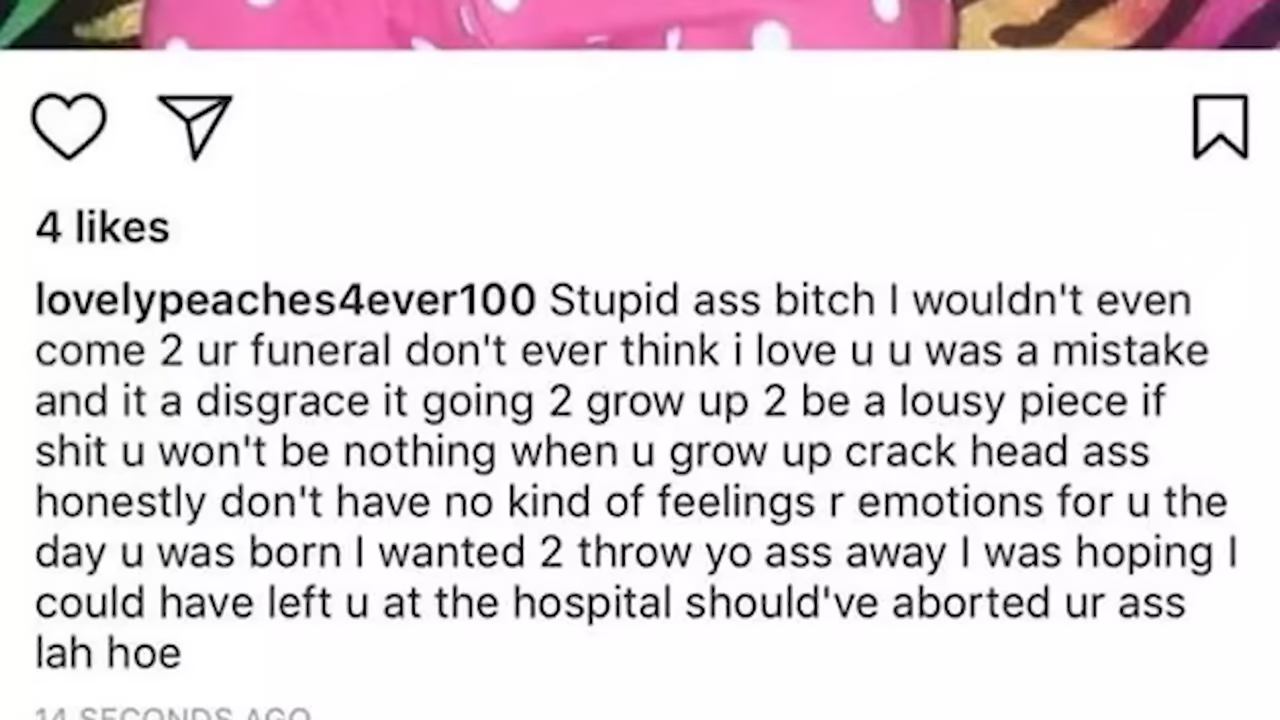 4 likes
lovelypeaches4ever100 Stupid ass bitch I wouldn't even
come 2 ur funeral don't ever think i love u u was a mistake
and it a disgrace it going 2 grow up 2 be a lousy piece if
shit u won't be nothing when u grow up crack head ass
honestly don't have no kind of feelings r emotions for u the
day u was born I wanted 2 throw yo ass away I was hoping I
could have left u at the hospital should've aborted ur ass
lah hoe
14 SECONDS AGO